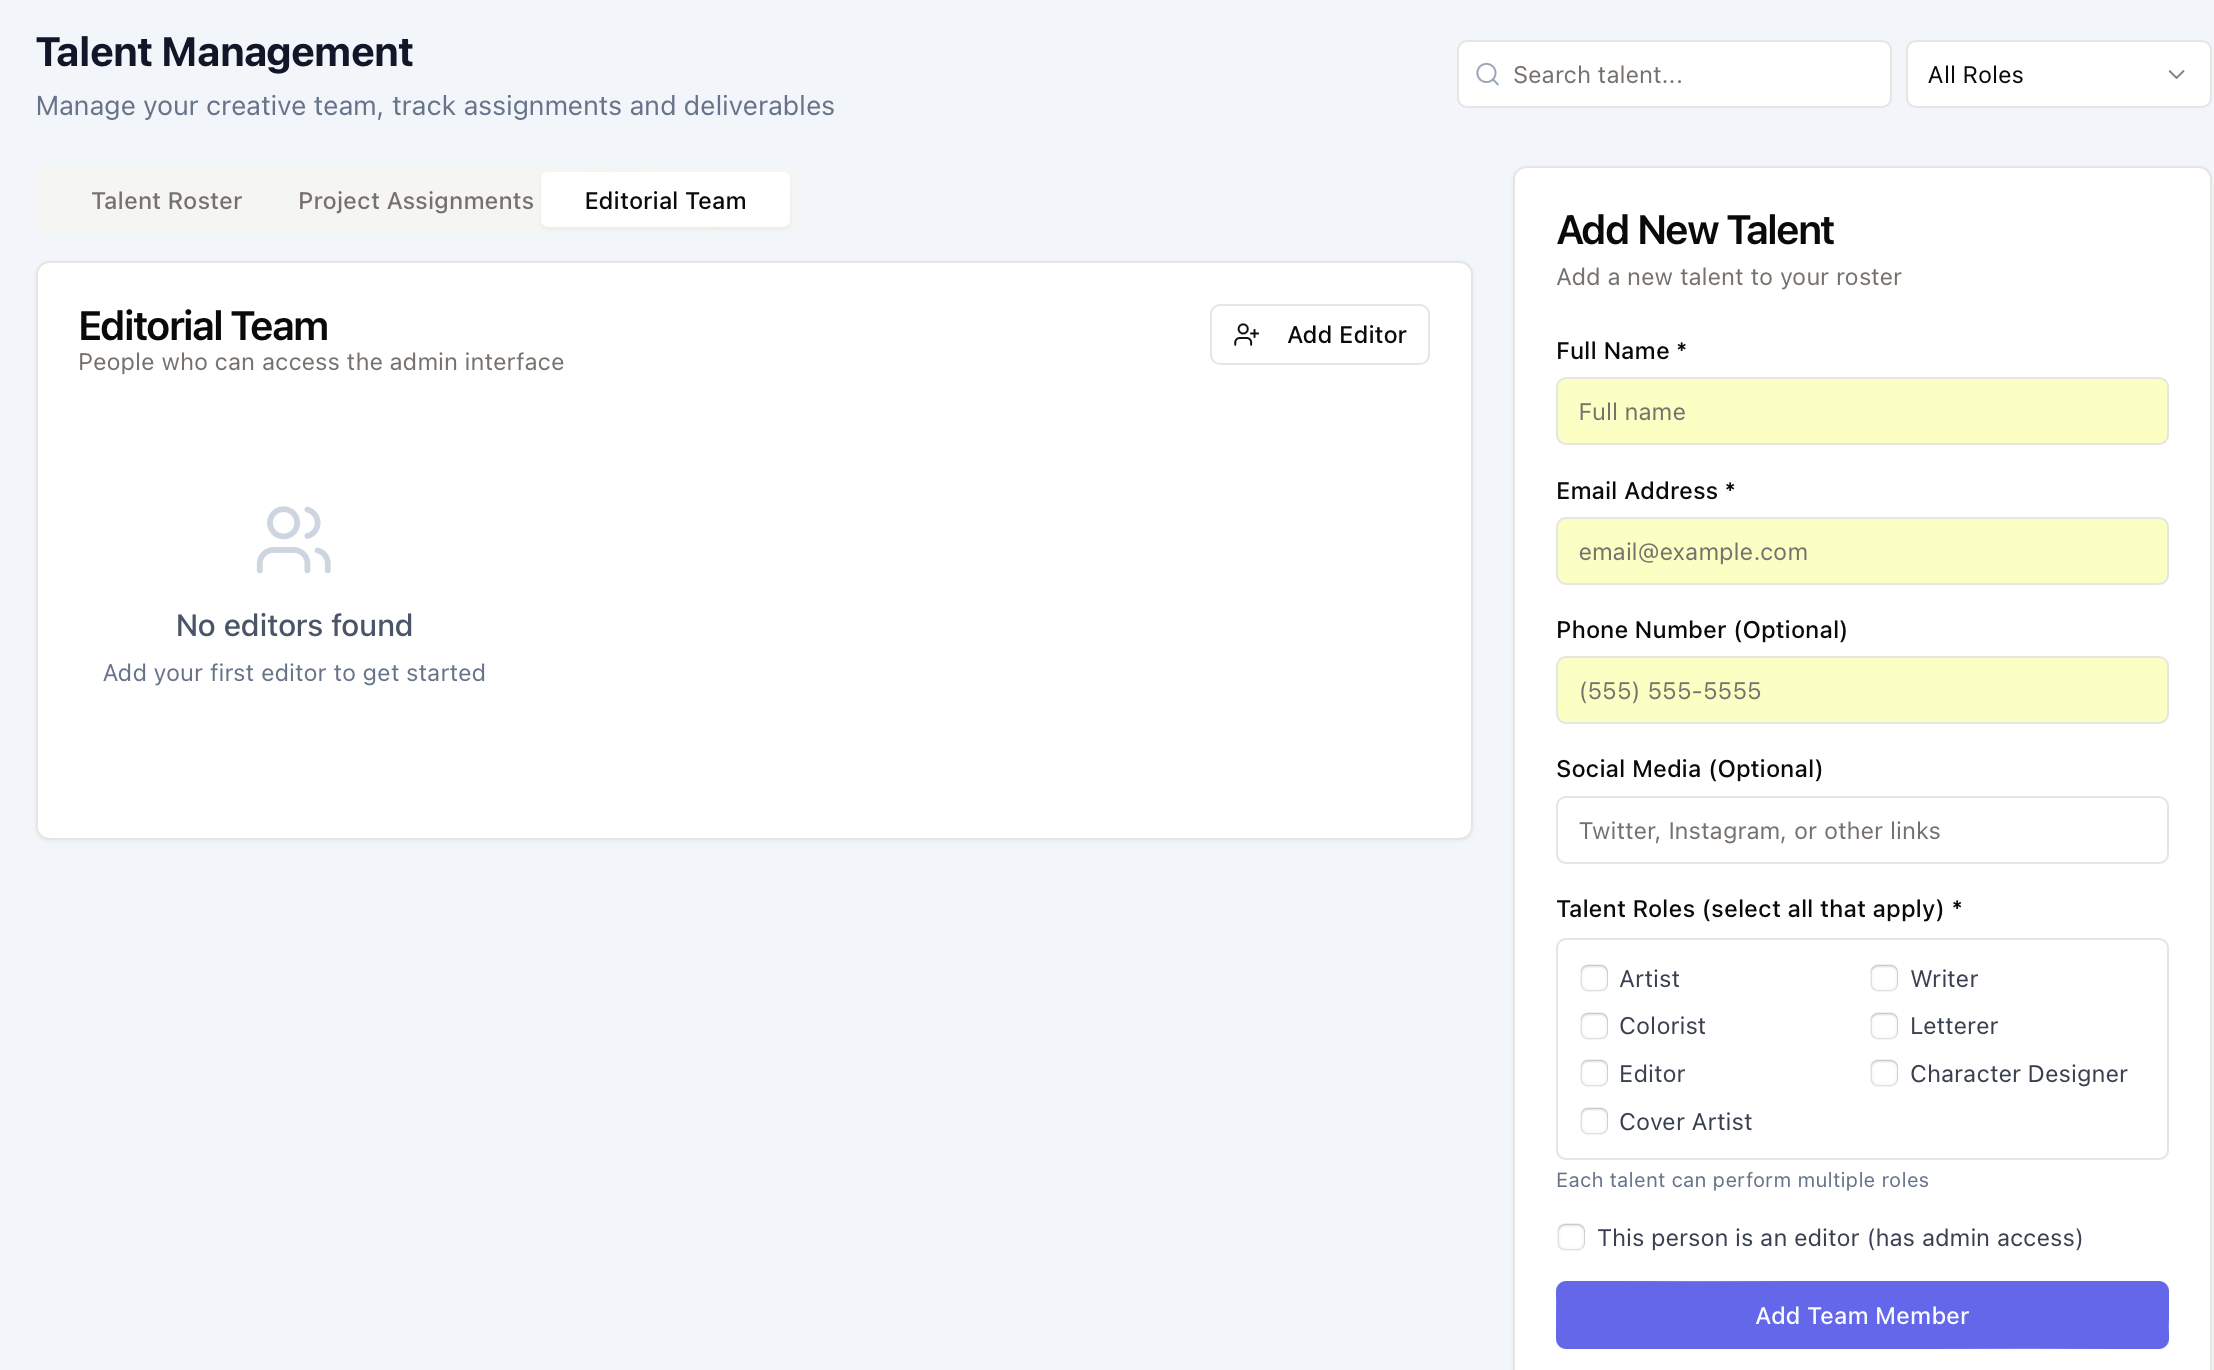 Talent Management
Manage your creative team, track assignments and deliverables
Search talent...
All Roles
Talent Roster
Project Assignments
Editorial Team
Editorial Team
People who can access the admin interface
Add Editor
No editors found
Add your first editor to get started
Add New Talent
Add a new talent to your roster
Full Name *
Full name
Email Address *
email@example.com
Phone Number (Optional)
(555) 555-5555
Social Media (Optional)
Twitter, Instagram, or other links
Talent Roles (select all that apply) *
Artist
Writer
Colorist
Letterer
Editor
Character Designer
Cover Artist
Each talent can perform multiple roles
This person is an editor (has admin access)
Add Team Member